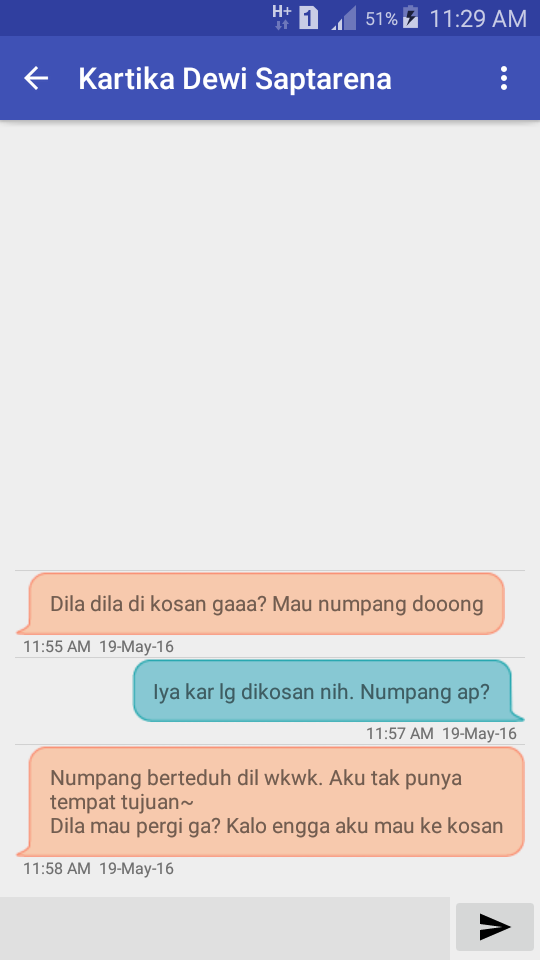 H+ 1 51% 11:29 AM
Kartika Dewi Saptarena
Dila dila di kosan gaaa? Mau numpang dooong
11:55 AM 19-May-16
Iya kar lg dikosan nih. Numpang ap?
11:57 AM 19-May-16
Numpang berteduh dil wkwk. Aku tak punya
tempat tujuan~
Dila mau pergi ga? Kalo engga aku mau ke kosan
11:58 AM 19-May-16